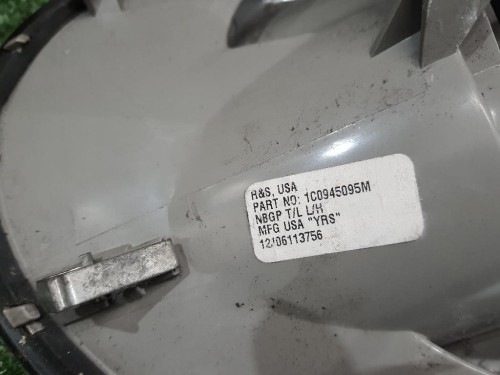 R&S, USA
PART NO: 1C0945095M
NBGP T/L L/H
MFG USA "YRS"
12/06113756